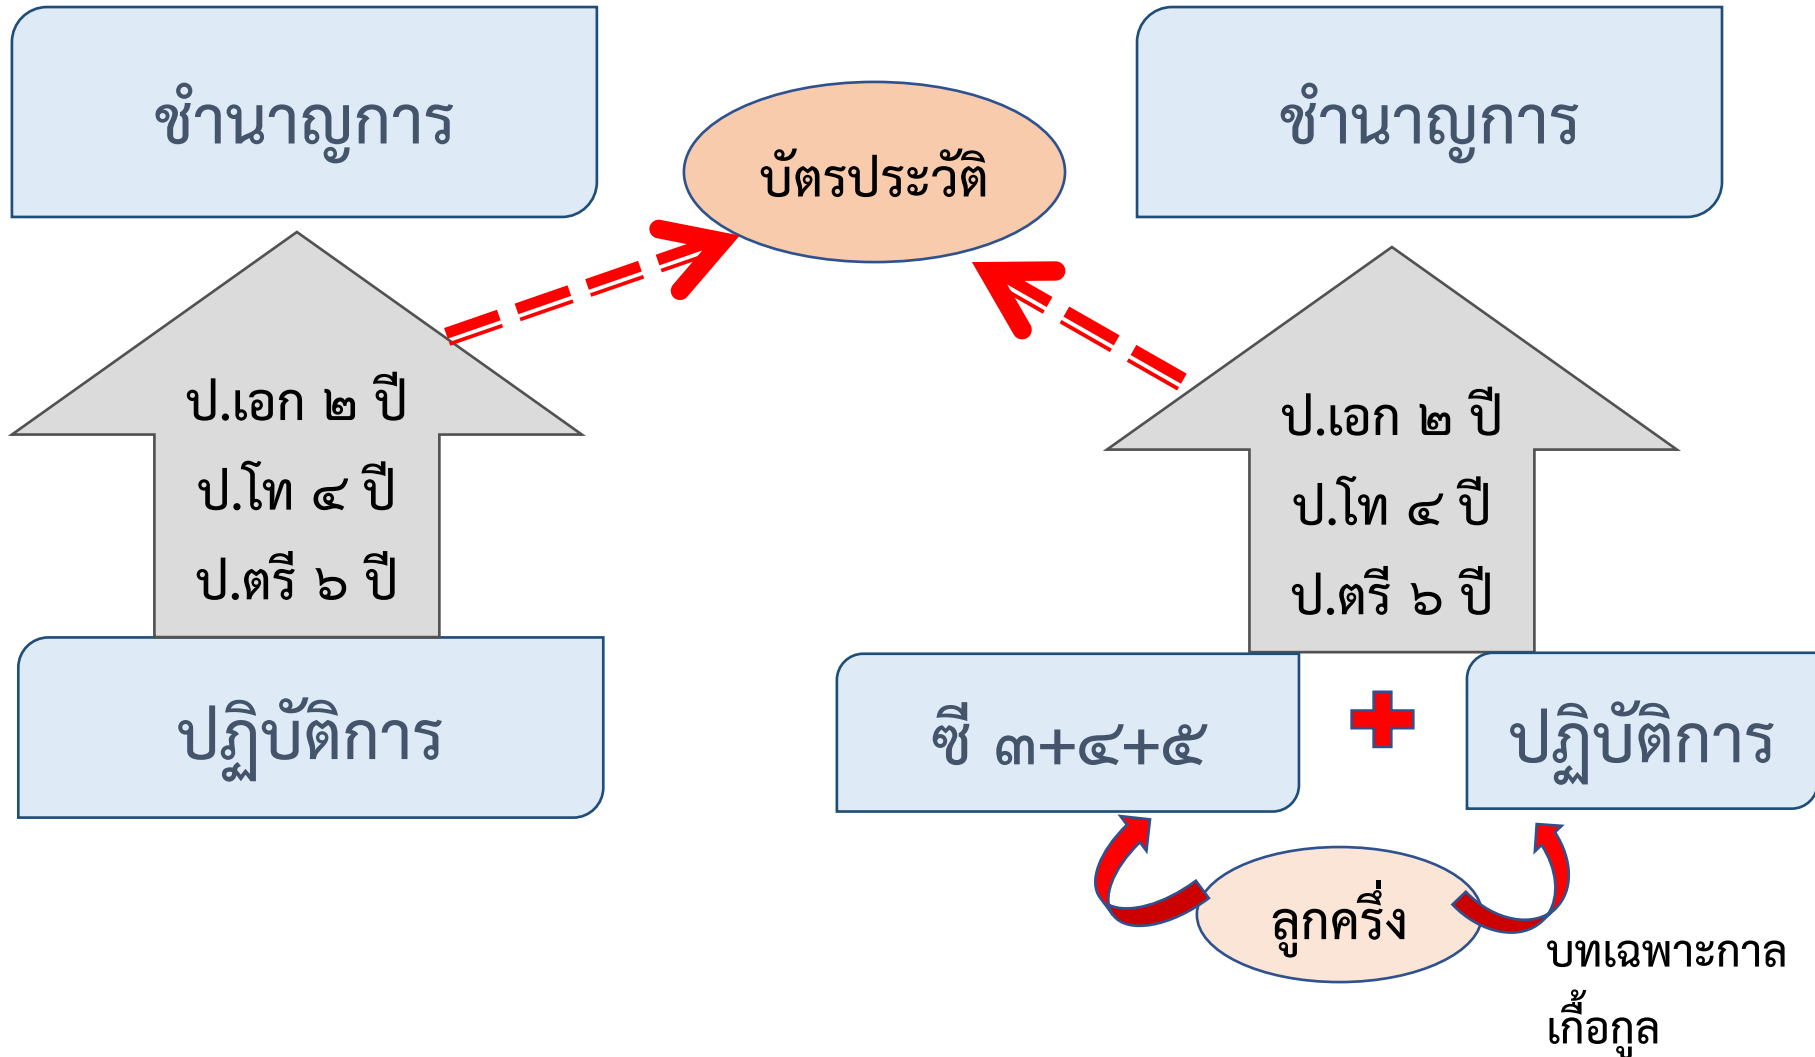 ชำนาญการ
บัตรประวัติ
ชำนาญการ
ป.เอก ๒ ปี
ป.โท ๔ ปี
ป.ตรี ๖ ปี
ป.เอก ๒ ปี
ป.โท ๔ ปี
ป.ตรี ๖ ปี
ปฏิบัติการ
ซี ๓+๔+๕
ปฏิบัติการ
ลูกครึ่ง
บทเฉพาะกาล
เกื้อกูล